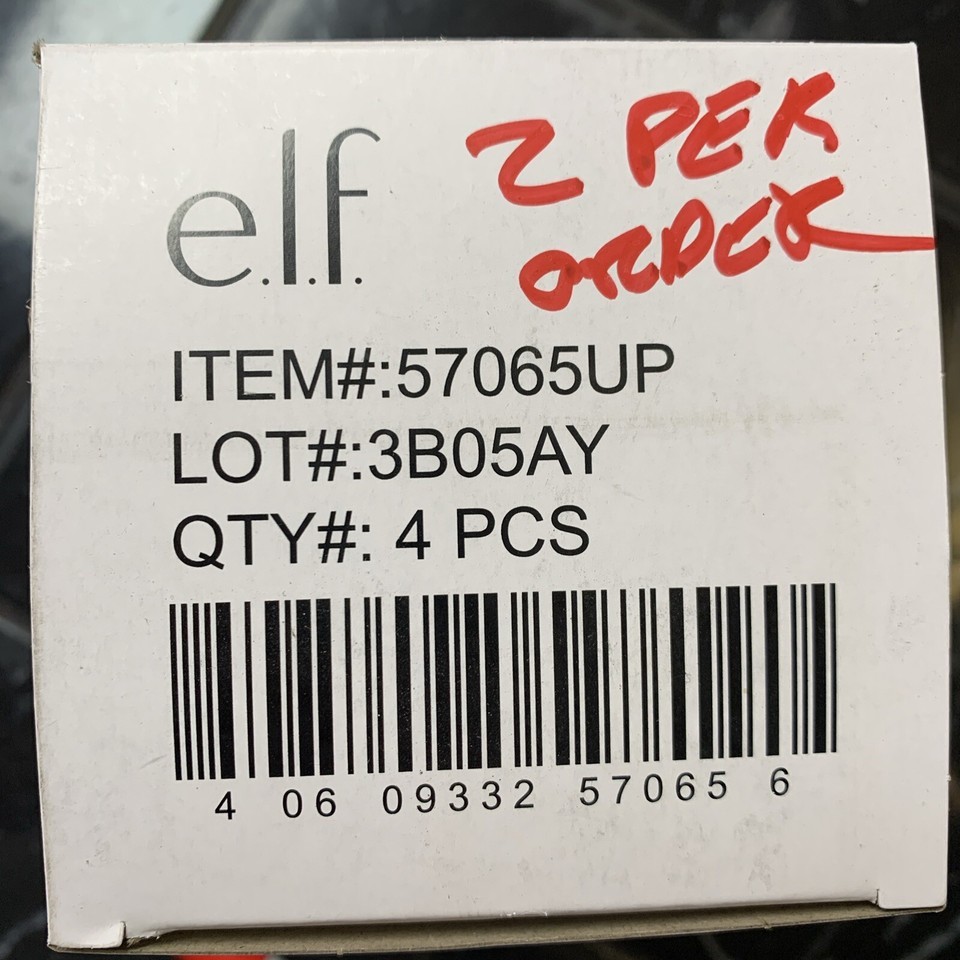 2 PER
ORDER
e.l.f.
ITEM#:57065UP
LOT#:3B05AY
QTY#: 4 PCS
4 06 09332 57065 6